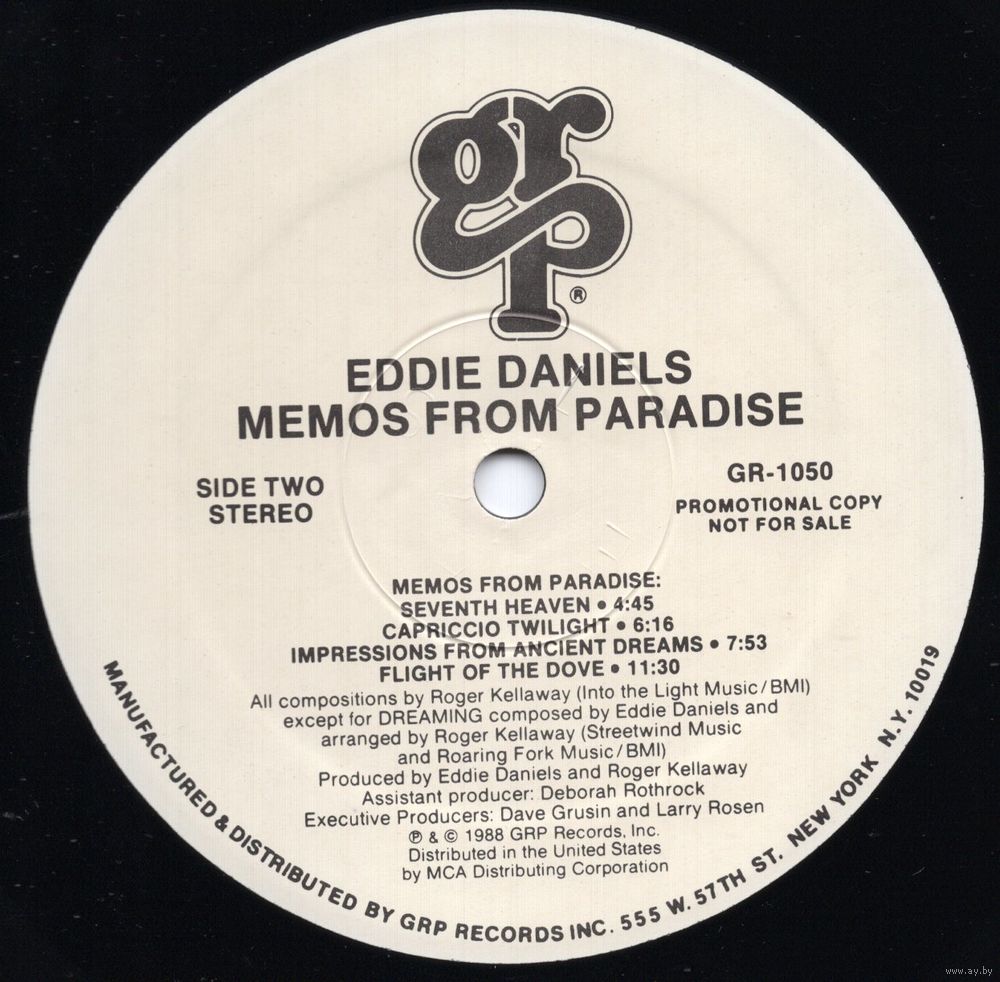 grp ®
EDDIE DANIELS
MEMOS FROM PARADISE
SIDE TWO
STEREO
GR-1050
PROMOTIONAL COPY
NOT FOR SALE
MEMOS FROM PARADISE:
SEVENTH HEAVEN • 4:45
CAPRICCIO TWILIGHT • 6:16
IMPRESSIONS FROM ANCIENT DREAMS • 7:53
FLIGHT OF THE DOVE • 11:30
All compositions by Roger Kellaway (Into the Light Music/BMI)
except for DREAMING composed by Eddie Daniels and
arranged by Roger Kellaway (Streetwind Music
and Roaring Fork Music/BMI)
Produced by Eddie Daniels and Roger Kellaway
Assistant producer: Deborah Rothrock
Executive Producers: Dave Grusin and Larry Rosen
℗ & © 1988 GRP Records, Inc.
Distributed in the United States
by MCA Distributing Corporation
MANUFACTURED & DISTRIBUTED BY GRP RECORDS INC. 555 W. 57TH ST. NEW YORK N.Y. 10019
www.ay.by